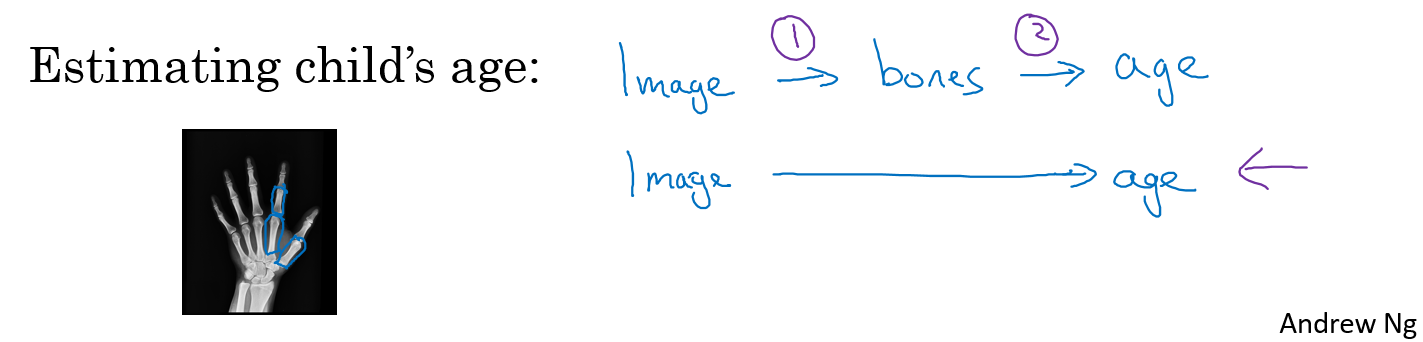 Estimating child's age:
Image ① → bones ② → age
Image → age ←
Andrew Ng